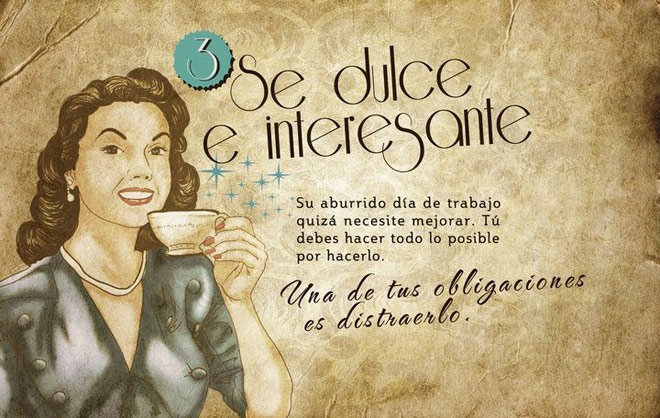 3
Se dulce
e interesante
Su aburrido día de trabajo
quizá necesite mejorar. Tú
debes hacer todo lo posible
por hacerlo.
Una de tus obligaciones
es distraerlo.